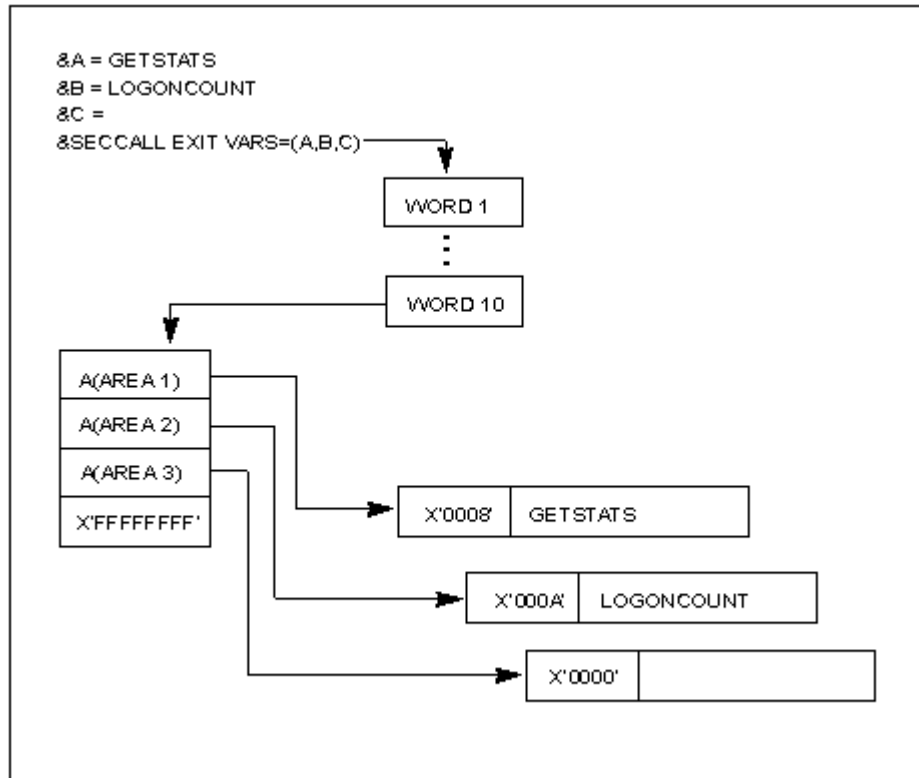 &A = GETSTATS
&B = LOGONCOUNT
&C =
&SECCALL EXIT VARS=(A,B,C)
WORD 1
WORD 10
A(AREA 1)
A(AREA 2)
A(AREA 3)
X'FFFFFFFF'
X'0008' GETSTATS
X'000A' LOGONCOUNT
X'0000'